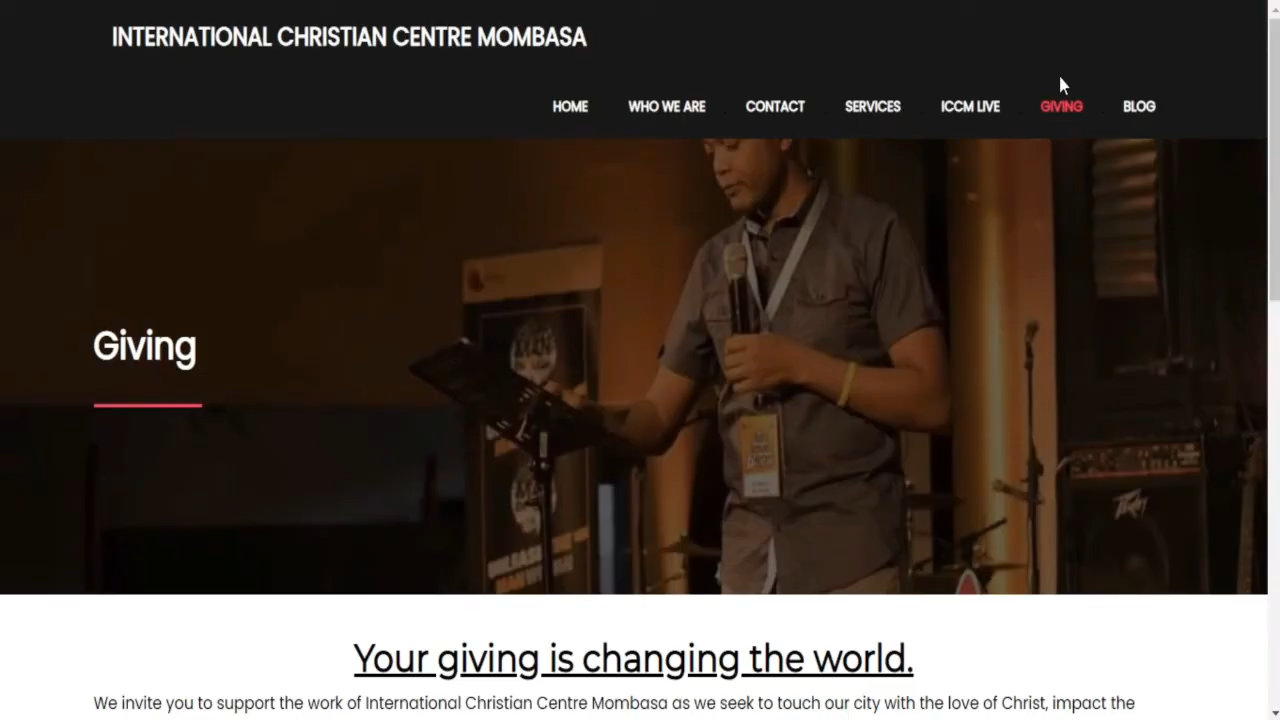 INTERNATIONAL CHRISTIAN CENTRE MOMBASA
HOME WHO WE ARE CONTACT SERVICES ICCM LIVE GIVING BLOG
Giving
PEAVEY
Your giving is changing the world.
We invite you to support the work of International Christian Centre Mombasa as we seek to touch our city with the love of Christ, impact the